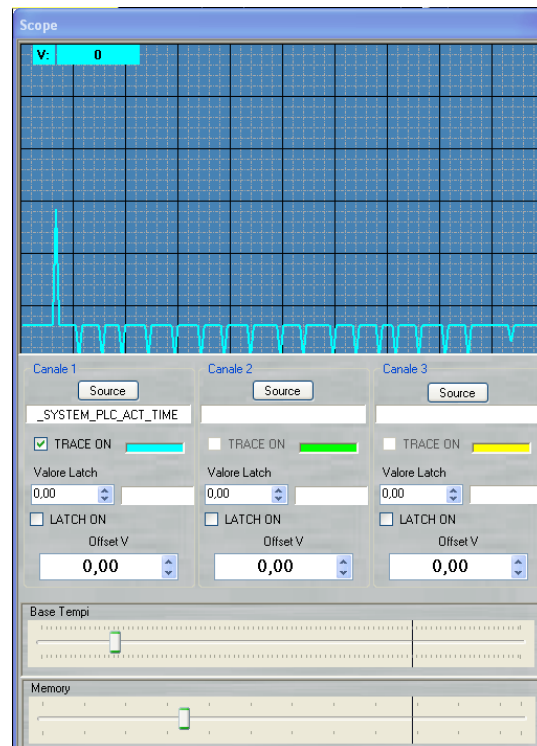 Scope
V: 0
Canale 1 Canale 2 Canale 3
Source Source Source
_SYSTEM_PLC_ACT_TIME
TRACE ON TRACE ON TRACE ON
Valore Latch Valore Latch Valore Latch
0,00 0,00 0,00
LATCH ON LATCH ON LATCH ON
Offset V Offset V Offset V
0,00 0,00 0,00
Base Tempi
Memory